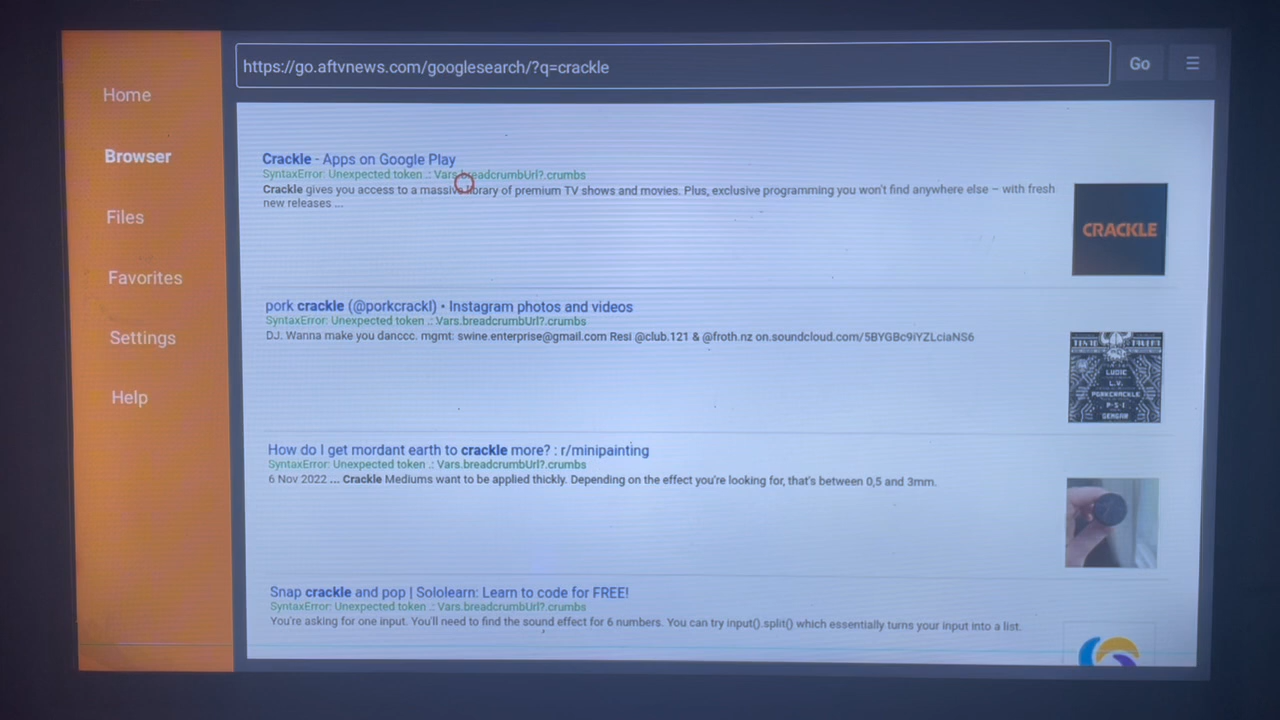 https://go.aftvnews.com/googlesearch/?q=crackle
Go
☰
Home
Browser
Files
Favorites
Settings
Help
Crackle - Apps on Google Play
SyntaxError: Unexpected token .: Vars.breadcrumbUrl?.crumbs
Crackle gives you access to a massive library of premium TV shows and movies. Plus, exclusive programming you won't find anywhere else – with fresh
new releases ...
CRACKLE
pork crackle (@porkcrackl) • Instagram photos and videos
SyntaxError: Unexpected token .: Vars.breadcrumbUrl?.crumbs
DJ. Wanna make you danccc. mgmt: swine.enterprise@gmail.com Resi @club.121 & @froth.nz on.soundcloud.com/5BYGBc9iYZLciaNS6
LUDIC
L.V.
PORKCRACKLE
P-S-I
How do I get mordant earth to crackle more? : r/minipainting
SyntaxError: Unexpected token .: Vars.breadcrumbUrl?.crumbs
6 Nov 2022 ... Crackle Mediums want to be applied thickly. Depending on the effect you're looking for, that's between 0,5 and 3mm.
Snap crackle and pop | Sololearn: Learn to code for FREE!
SyntaxError: Unexpected token .: Vars.breadcrumbUrl?.crumbs
You're asking for one input. You'll need to find the sound effect for 6 numbers. You can try input().split() which essentially turns your input into a list.